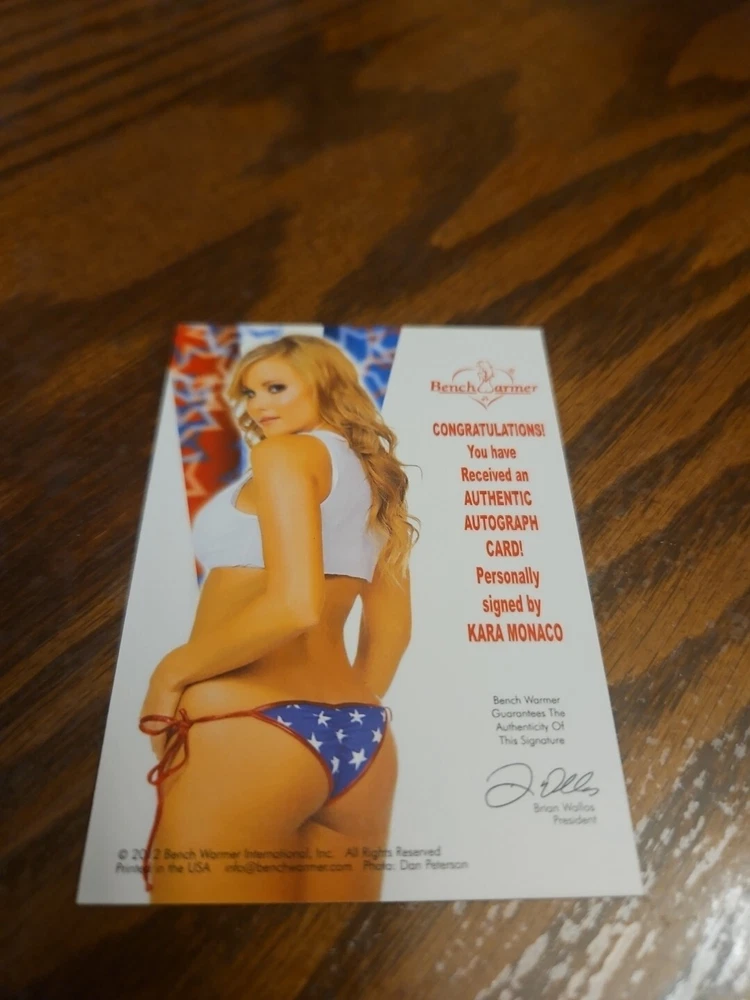 Bench Warmer
CONGRATULATIONS!
You have
Received an
AUTHENTIC
AUTOGRAPH
CARD!
Personally
signed by
KARA MONACO
Bench Warmer
Guarantees The
Authenticity Of
This Signature
Brian Wallos
President
© 2012 Bench Warmer International, Inc. All Rights Reserved
Printed in the USA info@benchwarmer.com Photo: Dan Peterson